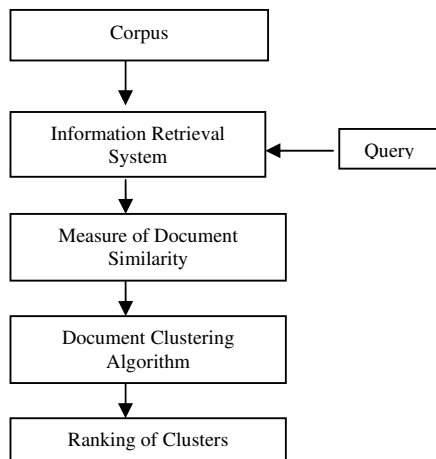 Corpus
Information Retrieval
System
Query
Measure of Document
Similarity
Document Clustering
Algorithm
Ranking of Clusters